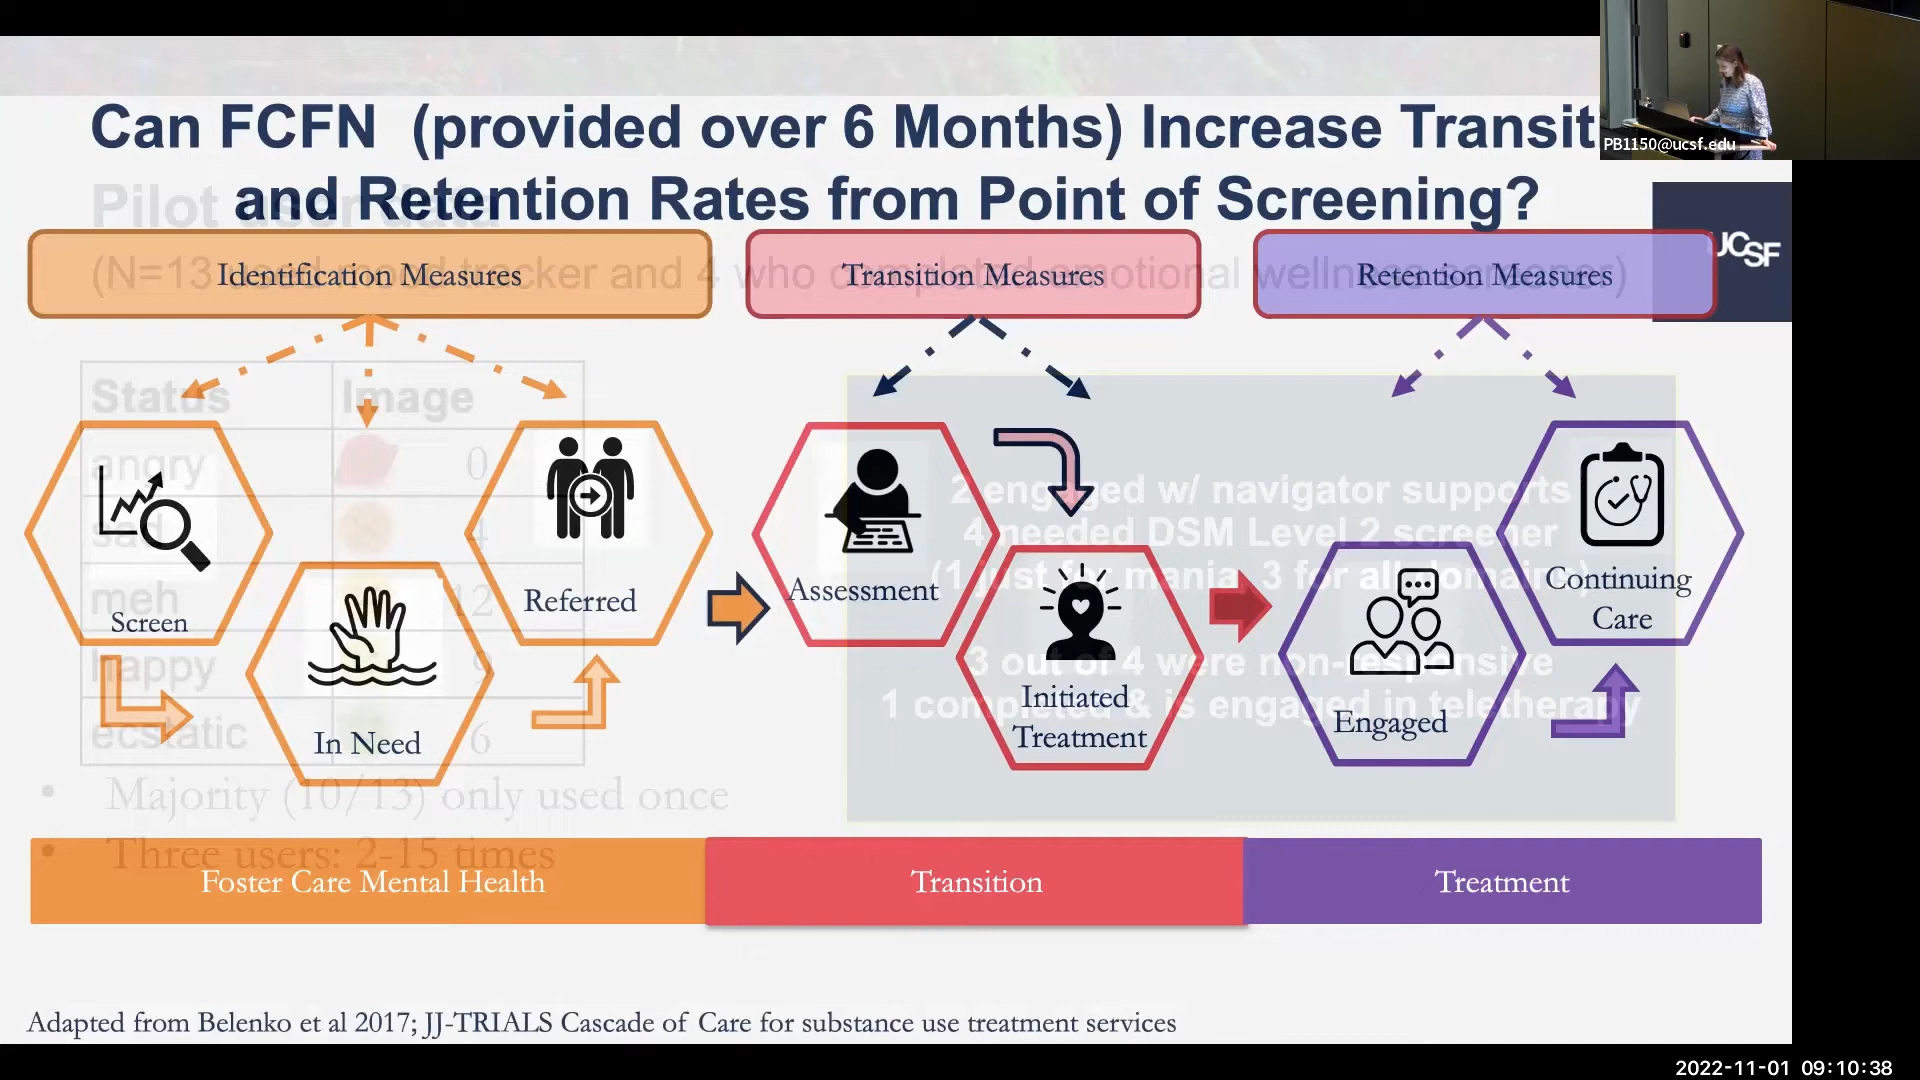 Can FCFN (provided over 6 Months) Increase Transit
and Retention Rates from Point of Screening?
PB1150@ucsf.edu
UCSF
Pilot user data
(N=13 used mood tracker and 4 who completed emotional wellness screener)
Identification Measures
Transition Measures
Retention Measures
Status Image
angry 0
sad 4
meh 12
happy 9
ecstatic 6
Screen
In Need
Referred
Assessment
Initiated
Treatment
Engaged
Continuing
Care
2 engaged w/ navigator supports
4 needed DSM Level 2 screener
(1 just for mania, 3 for all domains)
3 out of 4 were non-responsive
1 completed & is engaged in teletherapy
• Majority (10/13) only used once
• Three users: 2-15 times
Foster Care Mental Health
Transition
Treatment
Adapted from Belenko et al 2017; JJ-TRIALS Cascade of Care for substance use treatment services
2022-11-01 09:10:38